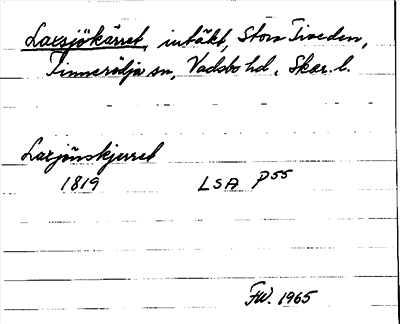 Laxsjökärret, intäkt, Stora Tiveden,
Finnerödja sn, Vadsbo hd, Skar. l.
Laxjönskjerret
1819 LSA P55
FW. 1965